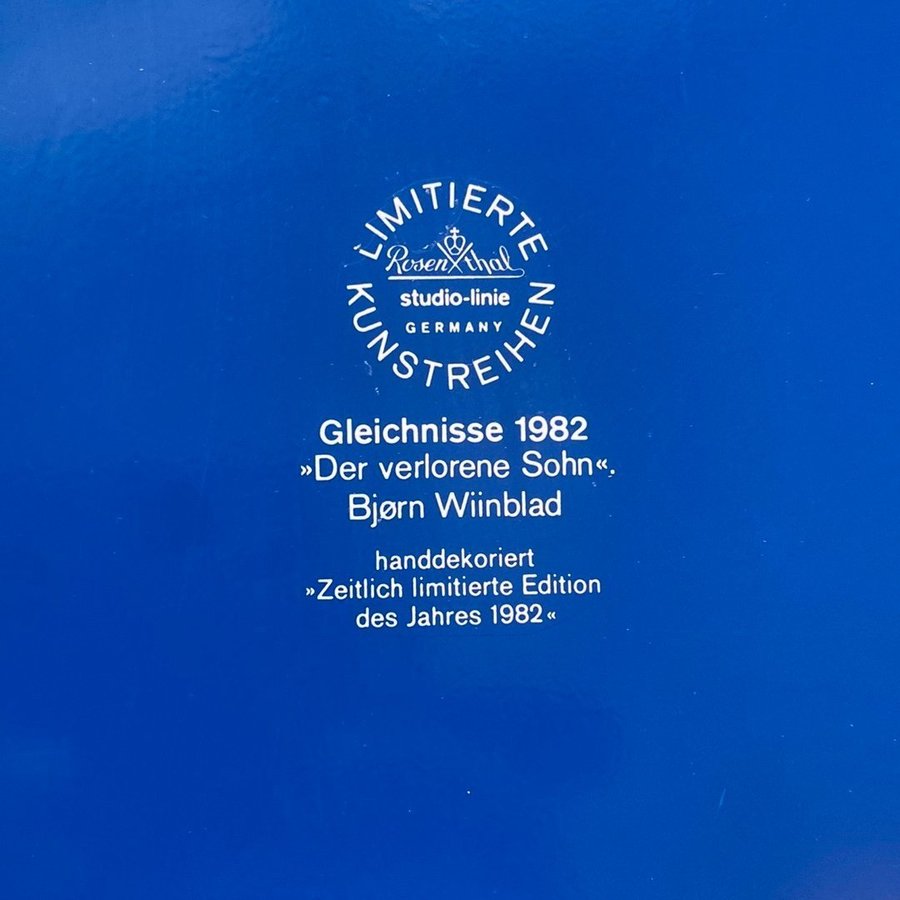 LIMITIERTE
Rosenthal
studio-linie
GERMANY
KUNSTREIHEN
Gleichnisse 1982
»Der verlorene Sohn«.
Bjørn Wiinblad
handdekoriert
»Zeitlich limitierte Edition
des Jahres 1982«